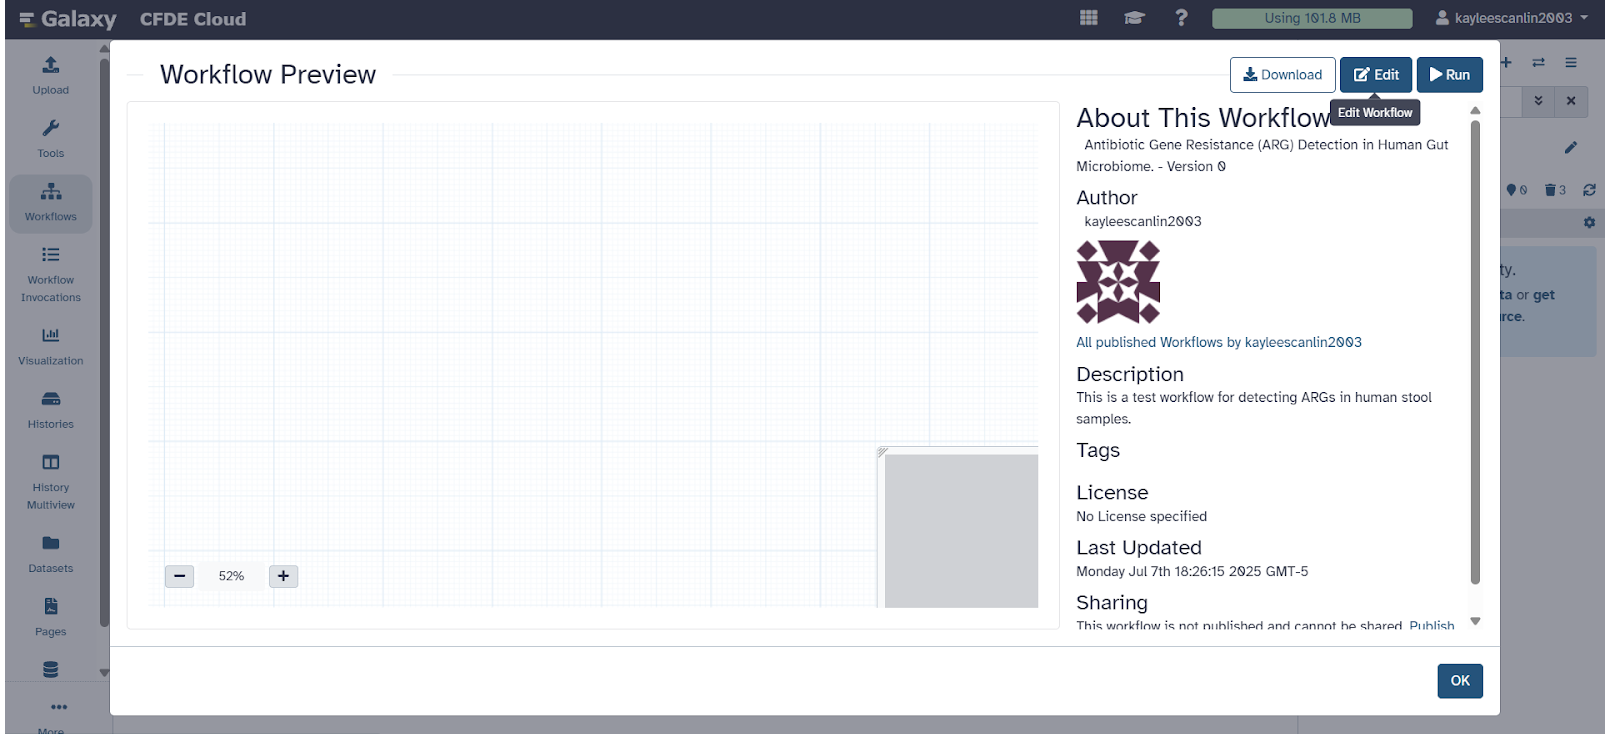 Galaxy CFDE Cloud
Using 101.8 MB
kayleescanlin2003
Upload
Tools
Workflows
Workflow
Invocations
Visualization
Histories
History
Multiview
Datasets
Pages
More
Workflow Preview
Download
Edit
Run
Edit Workflow
52%
About This Workflow
Antibiotic Gene Resistance (ARG) Detection in Human Gut
Microbiome. - Version 0
Author
kayleescanlin2003
All published Workflows by kayleescanlin2003
Description
This is a test workflow for detecting ARGs in human stool
samples.
Tags
License
No License specified
Last Updated
Monday Jul 7th 18:26:15 2025 GMT-5
Sharing
This workflow is not published and cannot be shared. Publish
OK
0
3
ty.
ta or get
rce.